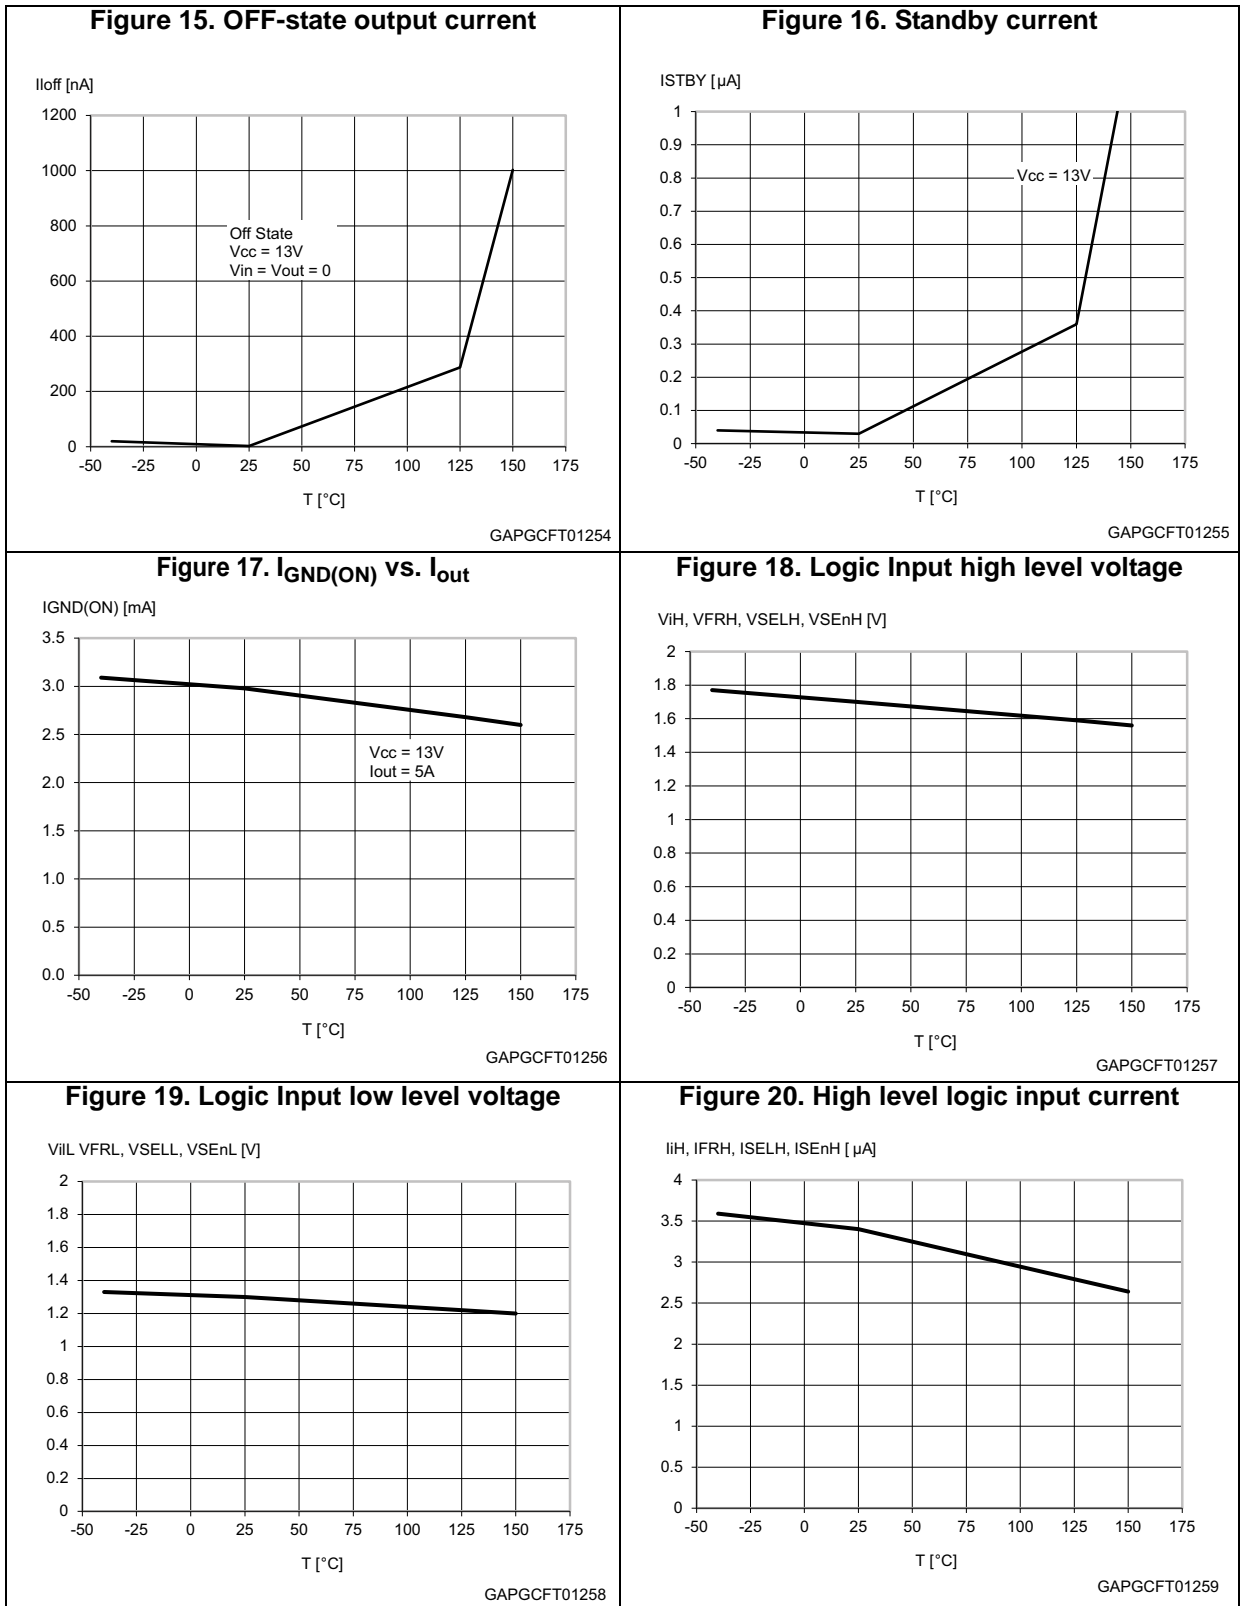 Figure 15. OFF-state output current
Iloff [nA]
1200
1000
800
600
400
200
0
Off State
Vcc = 13V
Vin = Vout = 0
-50 -25 0 25 50 75 100 125 150 175
T [°C]
GAPGCFT01254
Figure 16. Standby current
ISTBY [µA]
1
0.9
0.8
0.7
0.6
0.5
0.4
0.3
0.2
0.1
0
Vcc = 13V
-50 -25 0 25 50 75 100 125 150 175
T [°C]
GAPGCFT01255
Figure 17. IGND(ON) vs. Iout
IGND(ON) [mA]
3.5
3.0
2.5
2.0
1.5
1.0
0.5
0.0
Vcc = 13V
Iout = 5A
-50 -25 0 25 50 75 100 125 150 175
T [°C]
GAPGCFT01256
Figure 18. Logic Input high level voltage
ViH, VFRH, VSELH, VSEnH [V]
2
1.8
1.6
1.4
1.2
1
0.8
0.6
0.4
0.2
0
-50 -25 0 25 50 75 100 125 150 175
T [°C]
GAPGCFT01257
Figure 19. Logic Input low level voltage
VilL VFRL, VSELL, VSEnL [V]
2
1.8
1.6
1.4
1.2
1
0.8
0.6
0.4
0.2
0
-50 -25 0 25 50 75 100 125 150 175
T [°C]
GAPGCFT01258
Figure 20. High level logic input current
IiH, IFRH, ISELH, ISEnH [ µA]
4
3.5
3
2.5
2
1.5
1
0.5
0
-50 -25 0 25 50 75 100 125 150 175
T [°C]
GAPGCFT01259